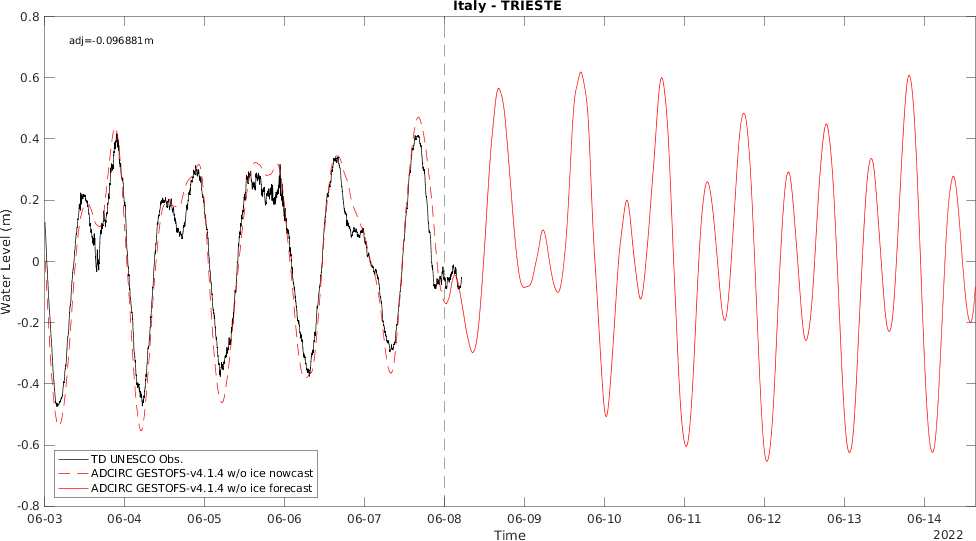 Italy - TRIESTE
adj=-0.096881m
0.8
0.6
0.4
0.2
0
-0.2
-0.4
-0.6
-0.8
Water Level (m)
TD UNESCO Obs.
ADCIRC GESTOFS-v4.1.4 w/o ice nowcast
ADCIRC GESTOFS-v4.1.4 w/o ice forecast
06-03 06-04 06-05 06-06 06-07 06-08 06-09 06-10 06-11 06-12 06-13 06-14
Time
2022